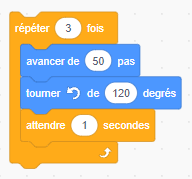 répéter 3 fois
avancer de 50 pas
tourner de 120 degrés
attendre 1 secondes